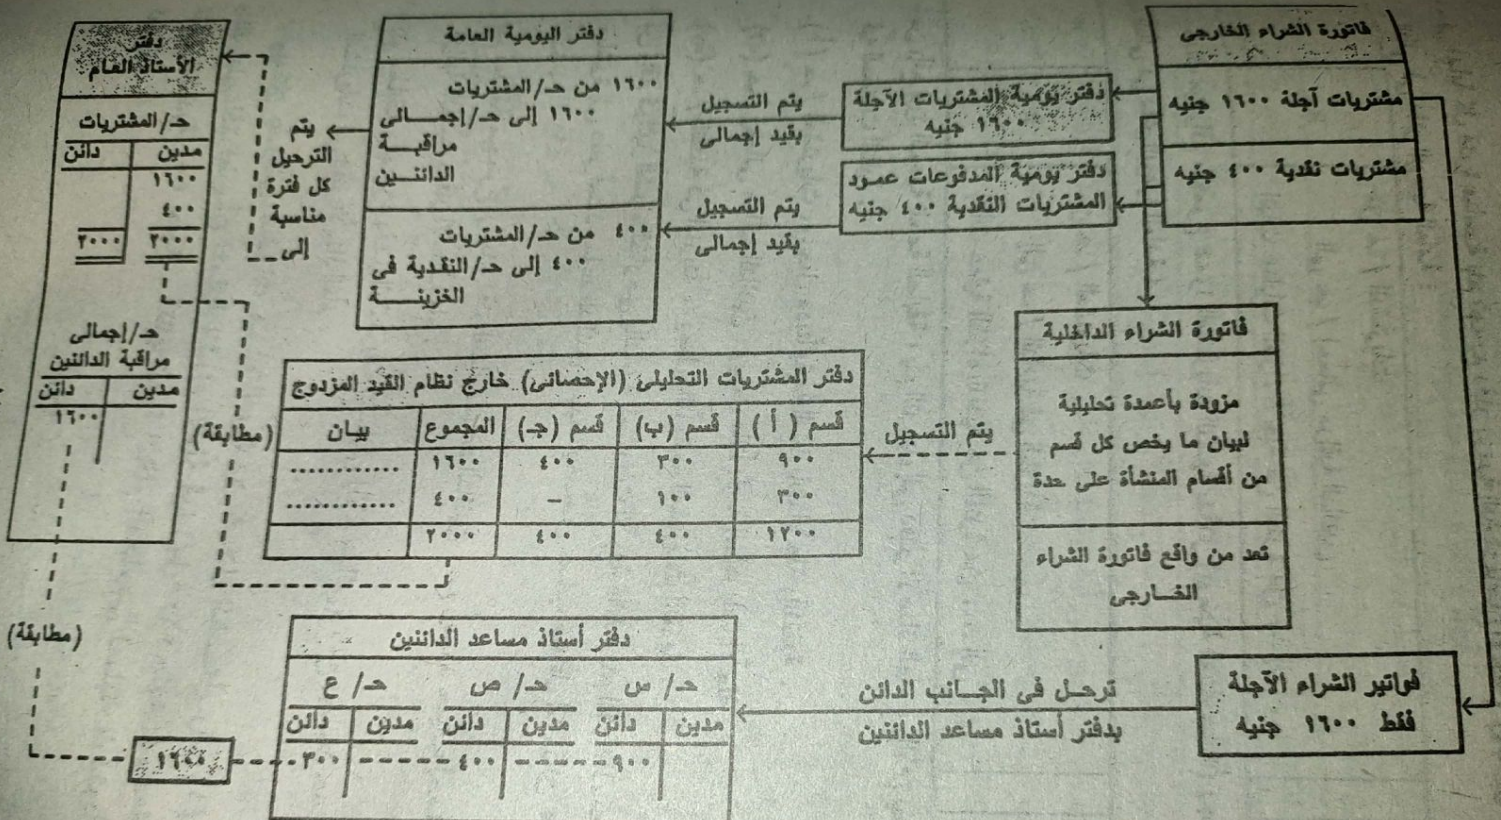 فاتورة الشراء الخارجى
مشتريات آجلة ١٦٠٠ جنيه
مشتريات نقدية ٤٠٠ جنيه
دفتر يومية المشتريات الآجلة
١٦٠٠ جنيه
دفتر يومية المدفوعات عمود
المشتريات النقدية ٤٠٠ جنيه
يتم التسجيل
بقيد إجمالى
يتم التسجيل
بقيد إجمالى
دفتر اليومية العامة
١٦٠٠ من حـ/المشتريات
١٦٠٠ إلى حـ/إجمـــالى
مراقبـــة
الدائنـــين
٤٠٠ من حـ/المشتريات
٤٠٠ إلى حـ/النقدية فى
الخزينـــة
يتم
الترحيل
كل فترة
مناسبة
إلى
دفتر
الأستاذ العام
حـ/المشتريات
مدين دائن
١٦٠٠
٤٠٠
٢٠٠٠ ٢٠٠٠
حـ/إجمالى
مراقبة الدائنين
مدين دائن
١٦٠٠
فاتورة الشراء الداخلية
مزودة بأعمدة تحليلية
لبيان ما يخص كل قسم
من أقسام المنشأة على حدة
تعد من واقع فاتورة الشراء
الخـــارجى
يتم التسجيل
دفتر المشتريات التحليلى (الإحصائى) خارج نظام القيد المزدوج
قسم ( أ ) قسم (ب) قسم (جـ) المجموع بيـان
٩٠٠ ٣٠٠ ٤٠٠ ١٦٠٠ ............
٣٠٠ ١٠٠ – ٤٠٠ ............
١٢٠٠ ٤٠٠ ٤٠٠ ٢٠٠٠
(مطابقة)
(مطابقة)
فواتير الشراء الآجلة
فقط ١٦٠٠ جنيه
ترحـل فى الجـــانب الدائن
بدفتر أستاذ مساعد الدائنين
دفتر أستاذ مساعد الدائنين
حـ/ س حـ/ ص حـ/ ع
مدين دائن مدين دائن مدين دائن
٩٠٠ ٤٠٠ ٣٠٠
١٦٠٠